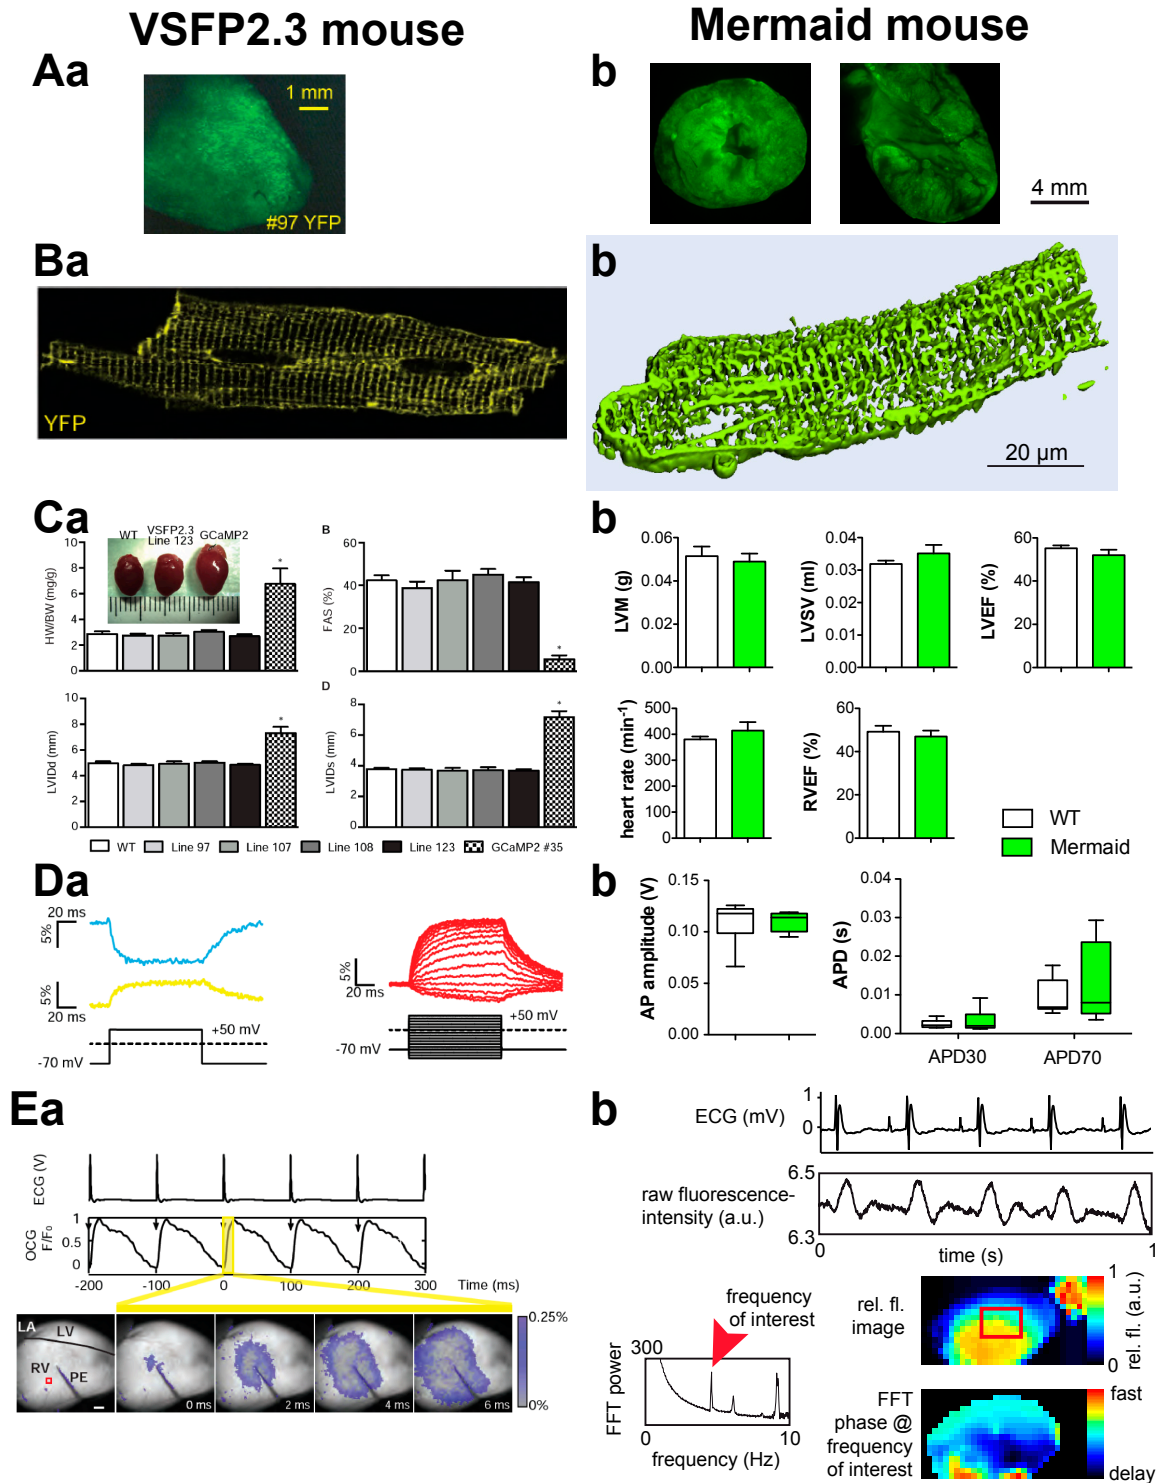 VSFP2.3 mouse
Mermaid mouse
Aa
1 mm
#97 YFP
b
4 mm
Ba
YFP
b
20 µm
Ca
WT
VSFP2.3
Line 123
GCaMP2
HW/BW (mg/g)
10
8
6
4
2
0
*
B
FAS (%)
60
40
20
0
*
LVIDd (mm)
10
8
6
4
2
0
*
D
LVIDs (mm)
8
6
4
2
0
*
WT
Line 97
Line 107
Line 108
Line 123
GCaMP2 #35
b
LVM (g)
0.06
0.04
0.02
0.00
LVSV (ml)
0.04
0.03
0.02
0.01
0.00
LVEF (%)
60
40
20
0
heart rate (min⁻¹)
500
400
300
200
100
0
RVEF (%)
60
40
20
0
WT
Mermaid
Da
20 ms
5%
5%
20 ms
+50 mV
-70 mV
5%
20 ms
+50 mV
-70 mV
b
AP amplitude (V)
0.15
0.10
0.05
0.00
APD (s)
0.04
0.03
0.02
0.01
0.00
APD30
APD70
Ea
ECG (V)
OCG
F/F₀
1
0.5
0
-200
-100
0
100
200
300
Time (ms)
LA
LV
RV
PE
0 ms
2 ms
4 ms
6 ms
0.25%
0%
b
ECG (mV)
1
0
raw fluorescence-
intensity (a.u.)
6.5
6.3
0
1
time (s)
frequency
of interest
FFT power
300
0
10
frequency (Hz)
rel. fl.
image
1
0
rel. fl. (a.u.)
FFT
phase @
frequency
of interest
fast
delay